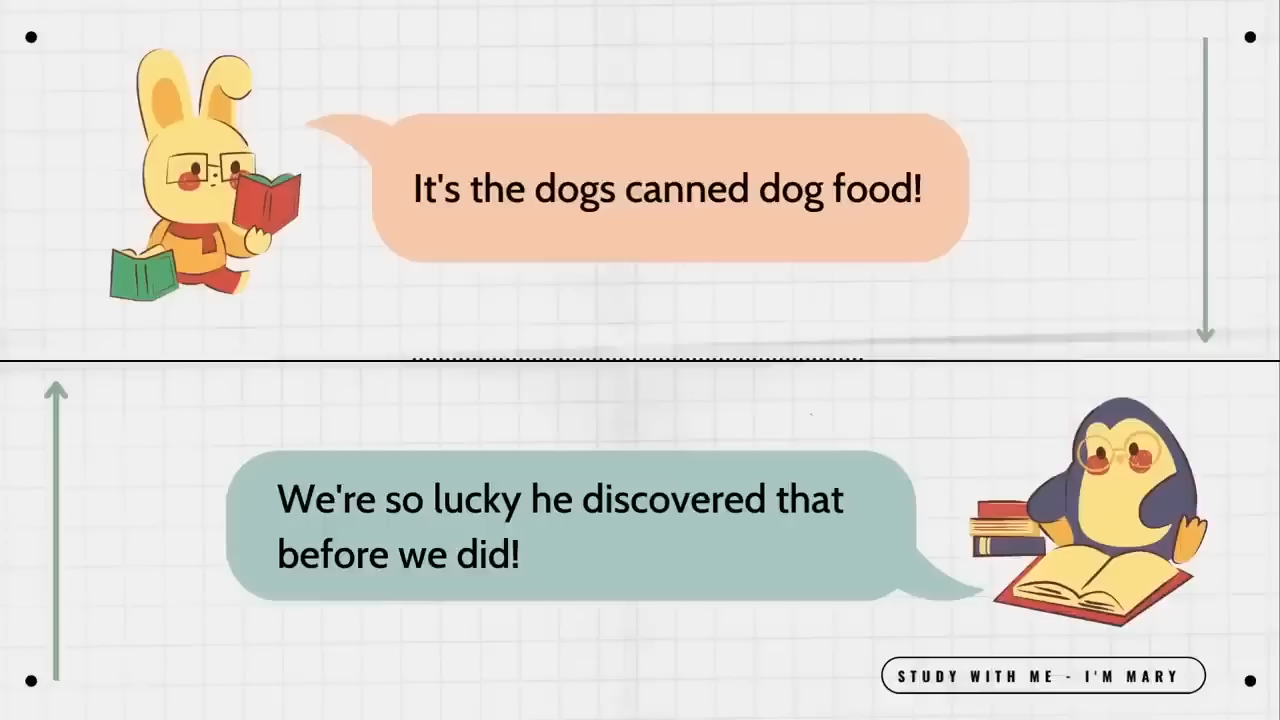 It's the dogs canned dog food!
We're so lucky he discovered that
before we did!
STUDY WITH ME - I'M MARY